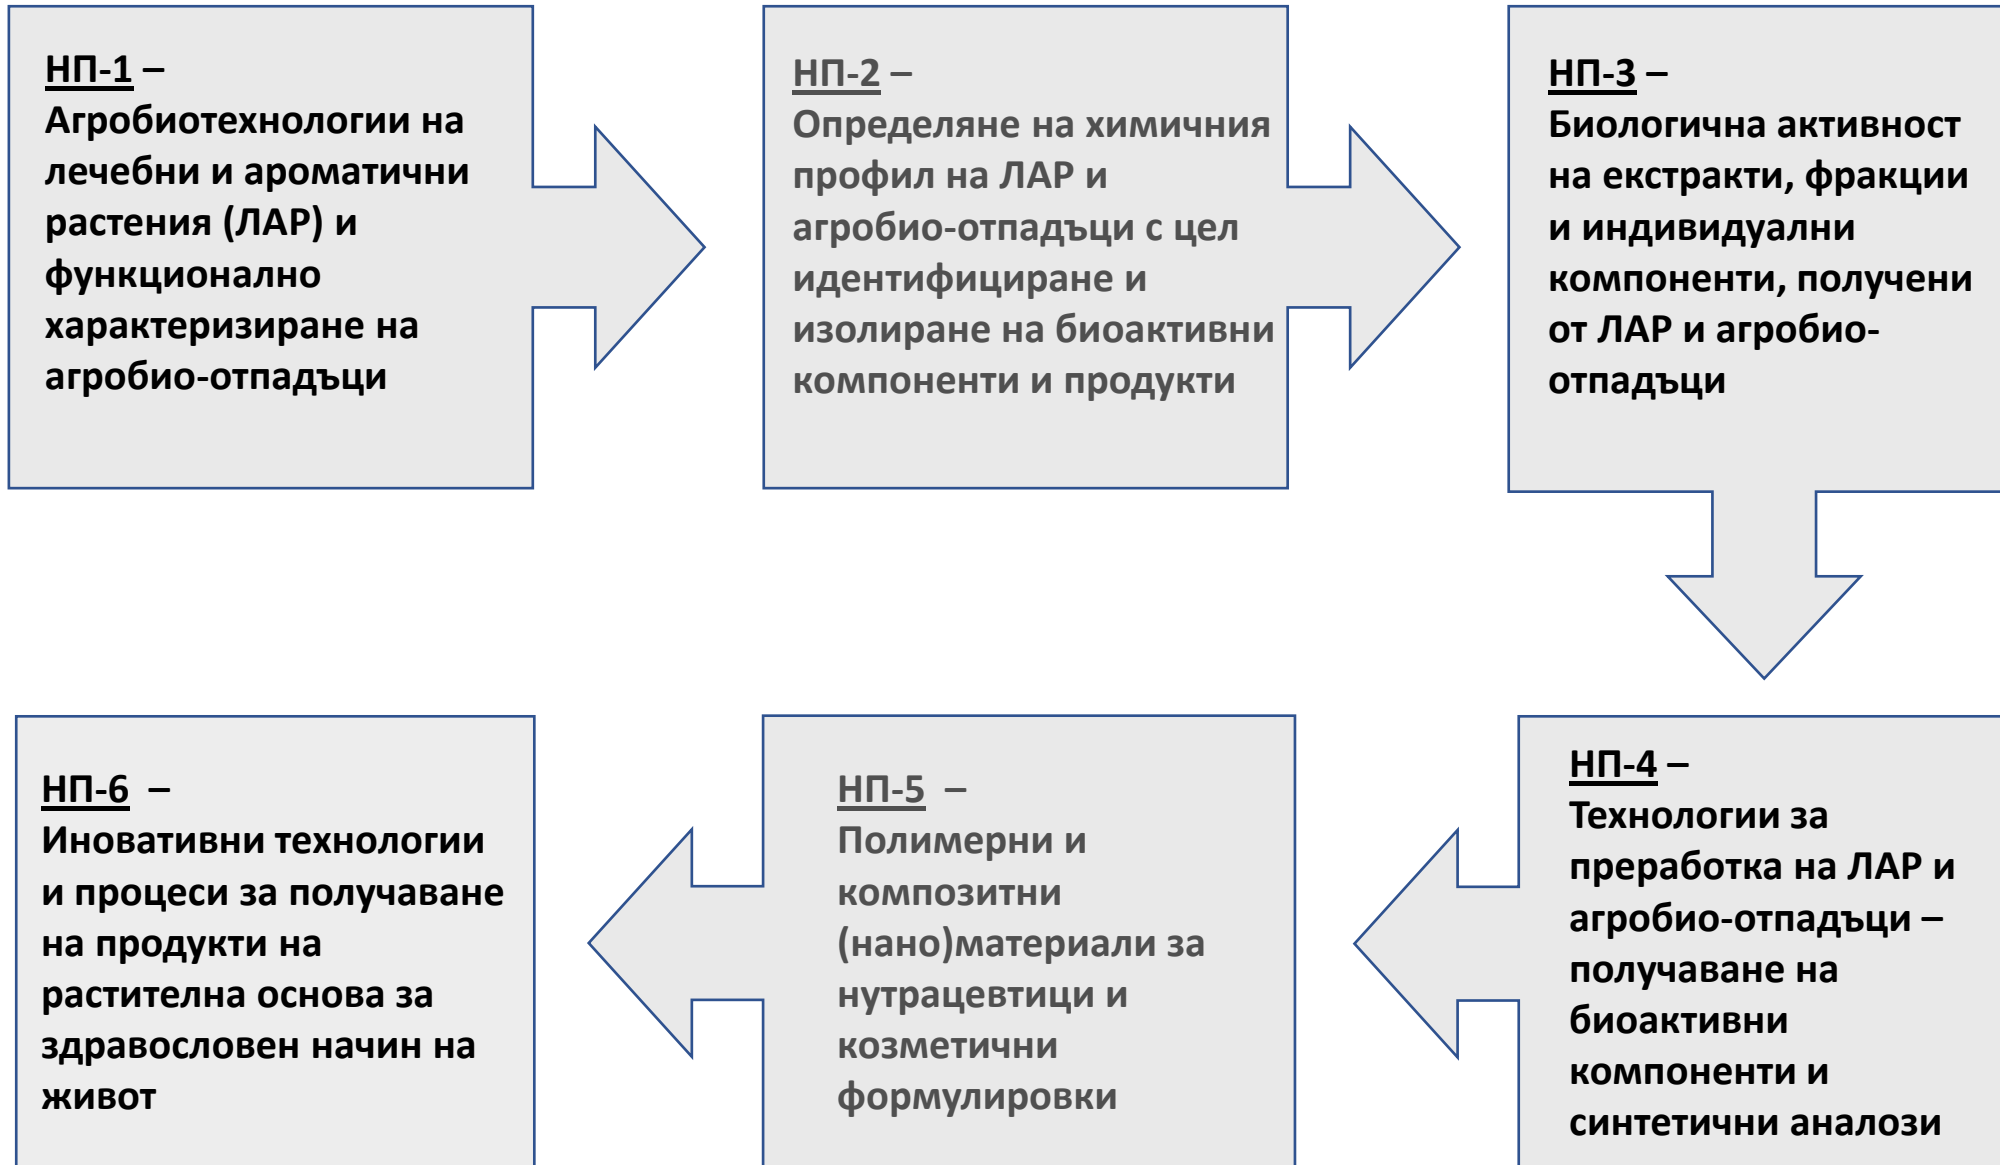 НП-1 –
Агробиотехнологии на
лечебни и ароматични
растения (ЛАР) и
функционално
характеризиране на
агробио-отпадъци
НП-2 –
Определяне на химичния
профил на ЛАР и
агробио-отпадъци с цел
идентифициране и
изолиране на биоактивни
компоненти и продукти
НП-3 –
Биологична активност
на екстракти, фракции
и индивидуални
компоненти, получени
от ЛАР и агробио-
отпадъци
НП-4 –
Технологии за
преработка на ЛАР и
агробио-отпадъци –
получаване на
биоактивни
компоненти и
синтетични аналози
НП-5 –
Полимерни и
композитни
(нано)материали за
нутрацевтици и
козметични
формулировки
НП-6 –
Иновативни технологии
и процеси за получаване
на продукти на
растителна основа за
здравословен начин на
живот